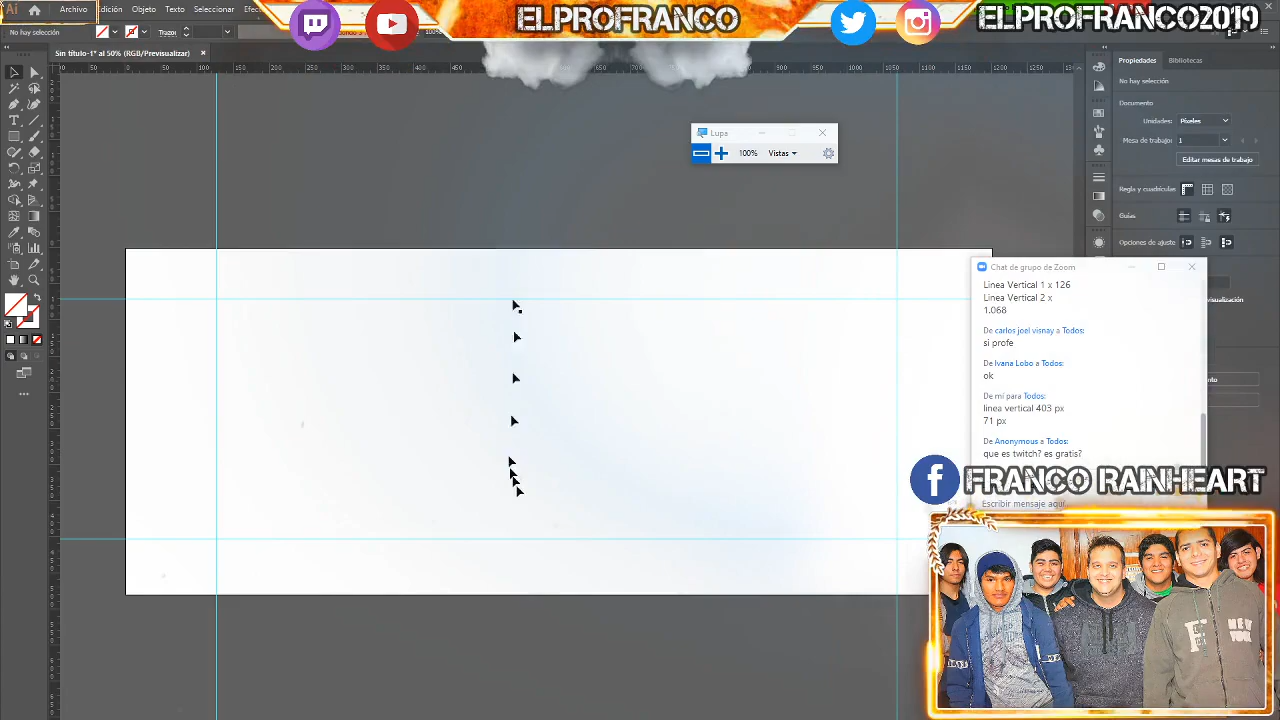 Ai
Archivo
Edición
Objeto
Texto
Seleccionar
ELPROFRANCO
ELPROFRANCO2019
No hay selección
Trazo:
100%
Sin título-1* al 50% (RGB/Previsualizar)
Propiedades
Bibliotecas
No hay selección
Documento
Unidades:
Píxeles
Mesa de trabajo:
1
Editar mesas de trabajo
Regla y cuadrículas
Guías
Opciones de ajuste
Lupa
100%
Vistas
Chat de grupo de Zoom
Linea Vertical 1 x 126
Linea Vertical 2 x
1.068
De carlos joel visnay a Todos:
si profe
De Ivana Lobo a Todos:
ok
De mí para Todos:
linea vertical 403 px
71 px
De Anonymous a Todos:
que es twitch? es gratis?
Escribir mensaje aquí
FRANCO RAINHEART
NEW
YORK